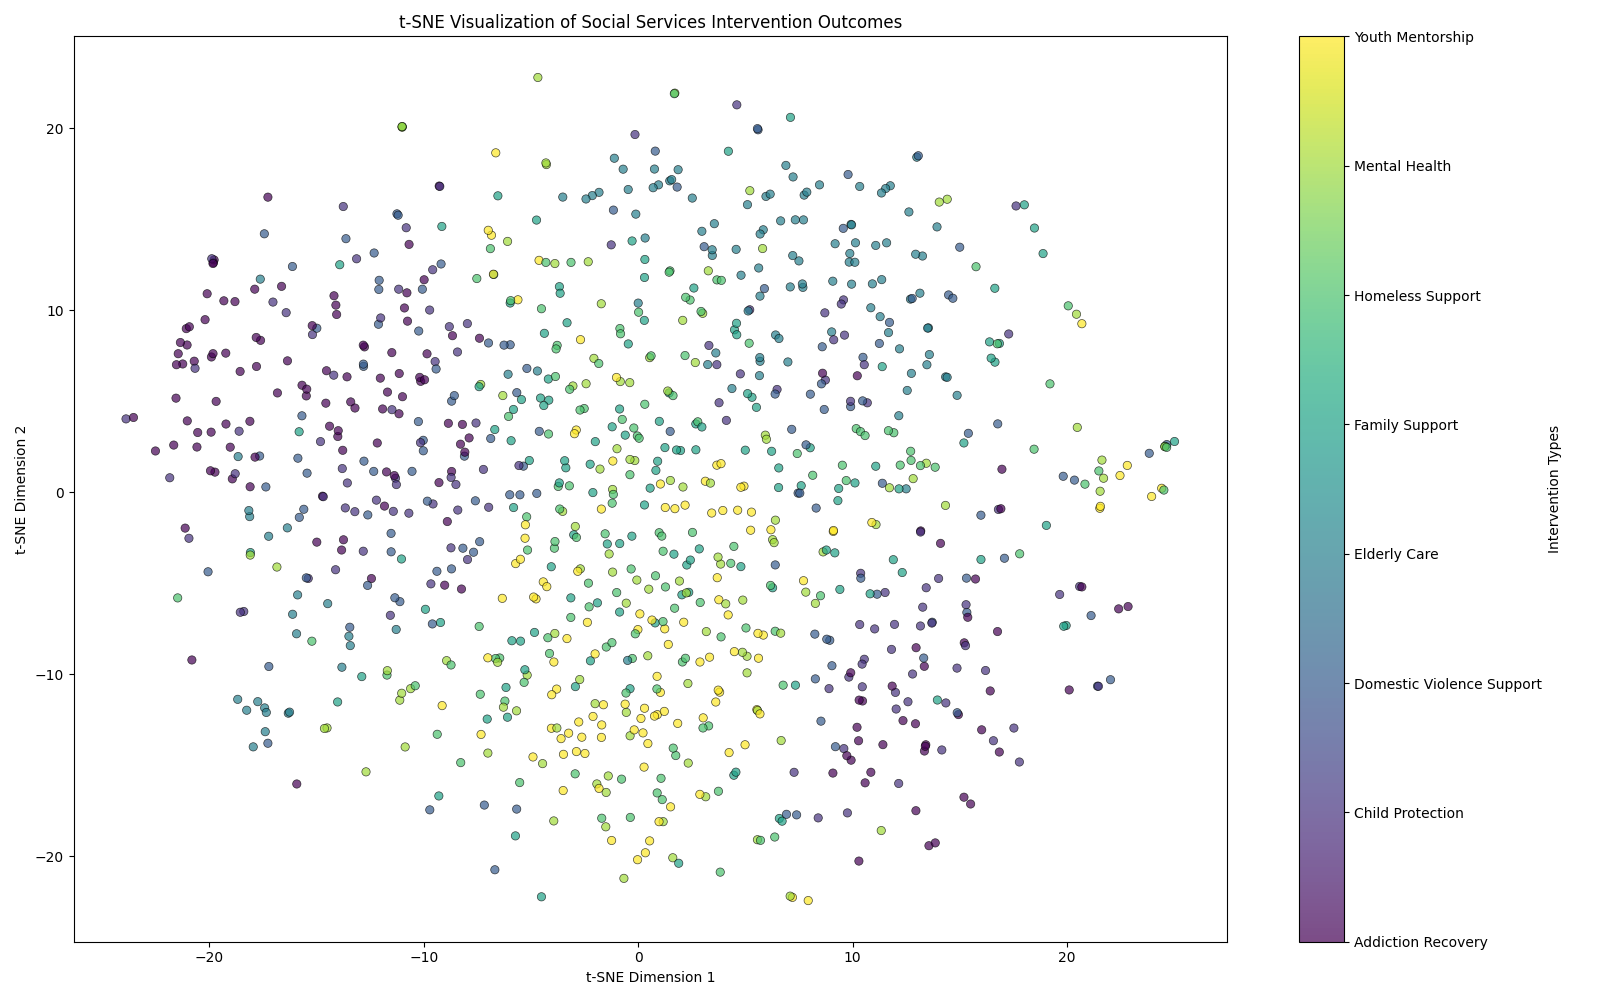 t-SNE Visualization of Social Services Intervention Outcomes
20
10
0
−10
−20
t-SNE Dimension 2
−20
−10
0
10
20
t-SNE Dimension 1
Youth Mentorship
Mental Health
Homeless Support
Family Support
Elderly Care
Domestic Violence Support
Child Protection
Addiction Recovery
Intervention Types